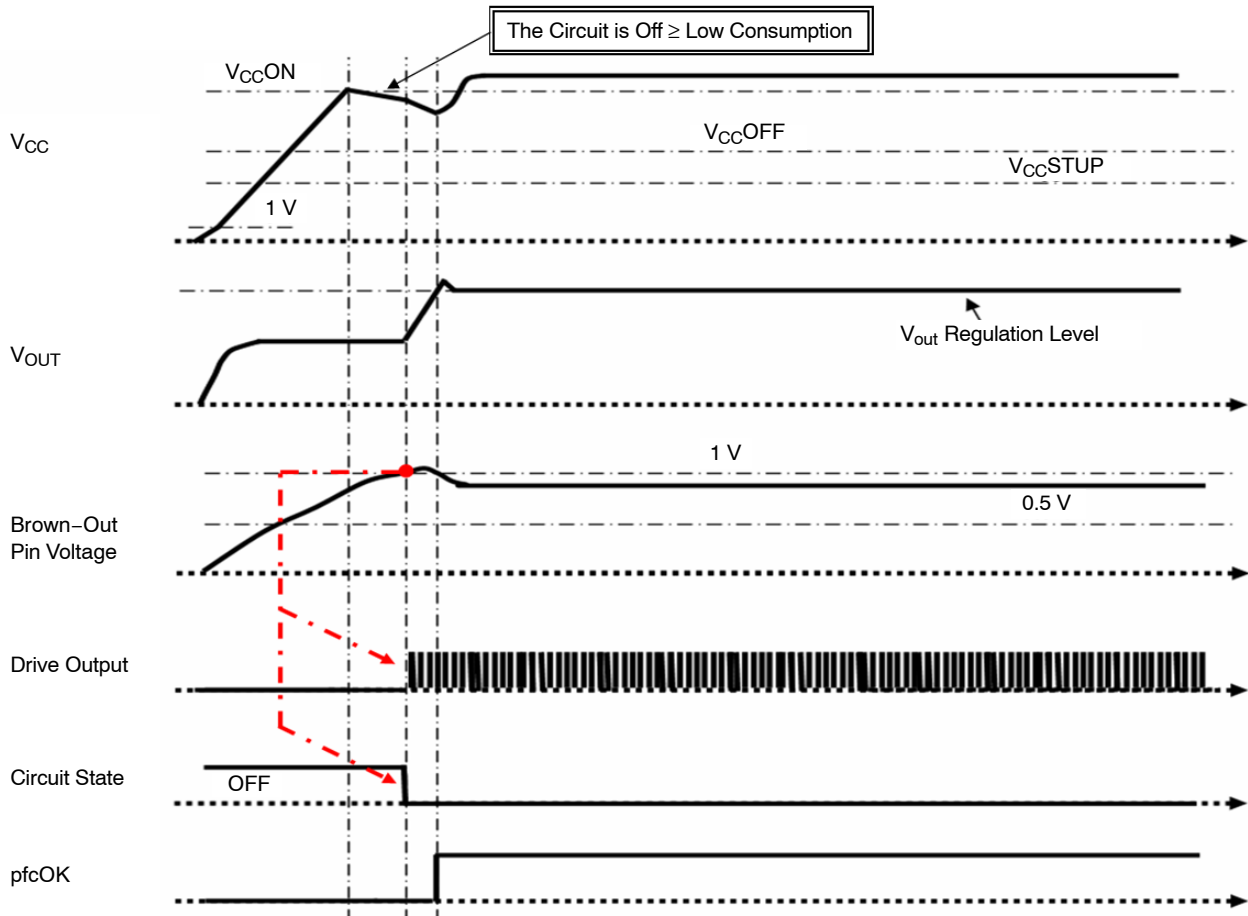 The Circuit is Off ≥ Low Consumption
VCCON
VCC
VCCOFF
VCCSTUP
1 V
VOUT
Vout Regulation Level
1 V
0.5 V
Brown−Out
Pin Voltage
Drive Output
Circuit State
OFF
pfcOK